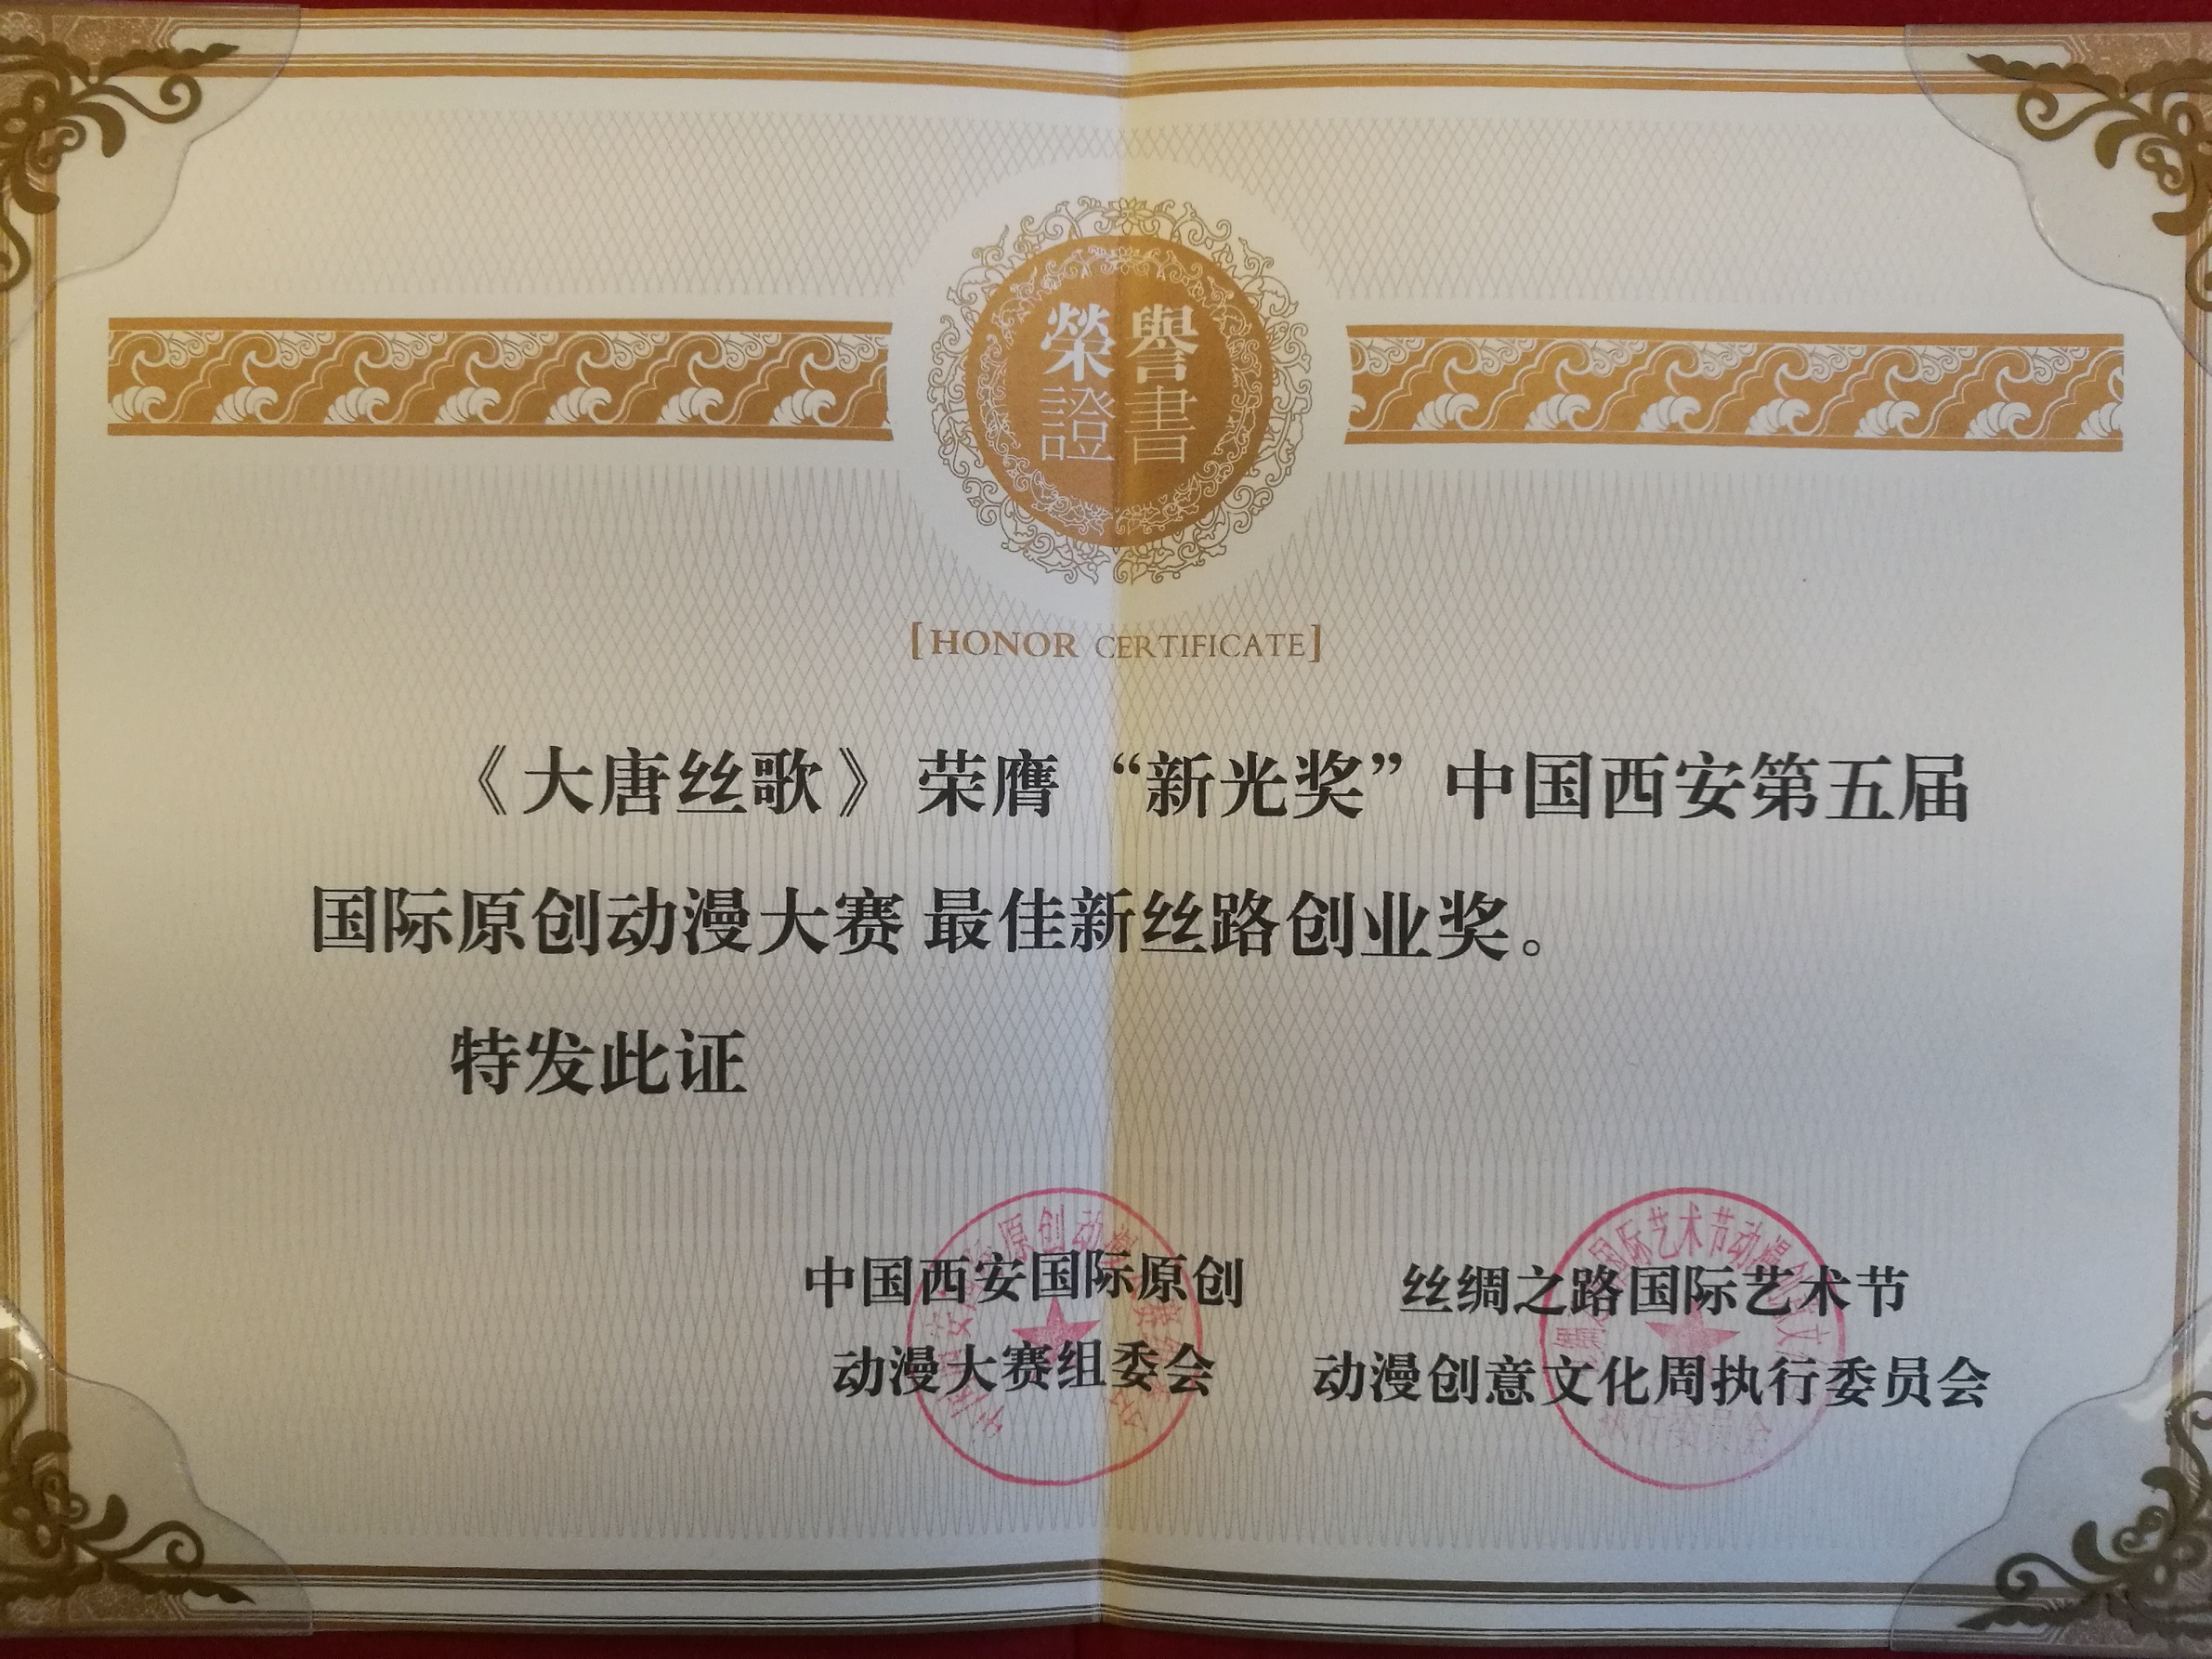 榮譽
證書
[HONOR CERTIFICATE]
《大唐丝歌》荣膺“新光奖”中国西安第五届
国际原创动漫大赛 最佳新丝路创业奖。
特发此证
中国西安国际原创
动漫大赛组委会
丝绸之路国际艺术节
动漫创意文化周执行委员会